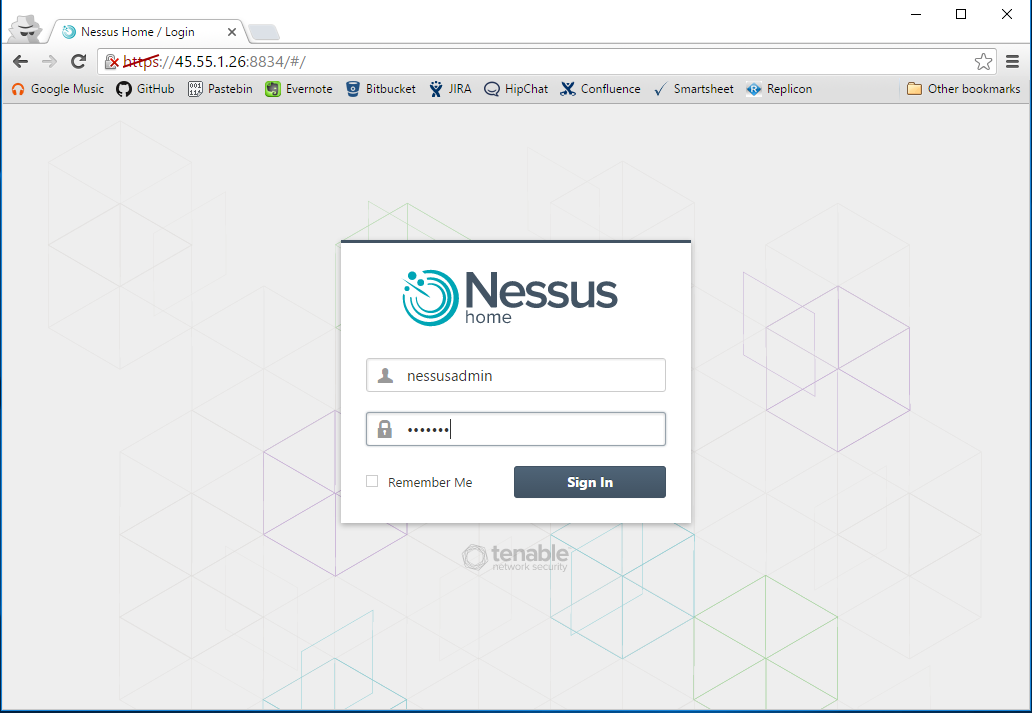 Nessus Home / Login
https://45.55.1.26:8834/#/
Google Music GitHub Pastebin Evernote Bitbucket JIRA HipChat Confluence Smartsheet Replicon Other bookmarks
Nessus
home
nessusadmin
•••••••
Remember Me Sign In
tenable
network security